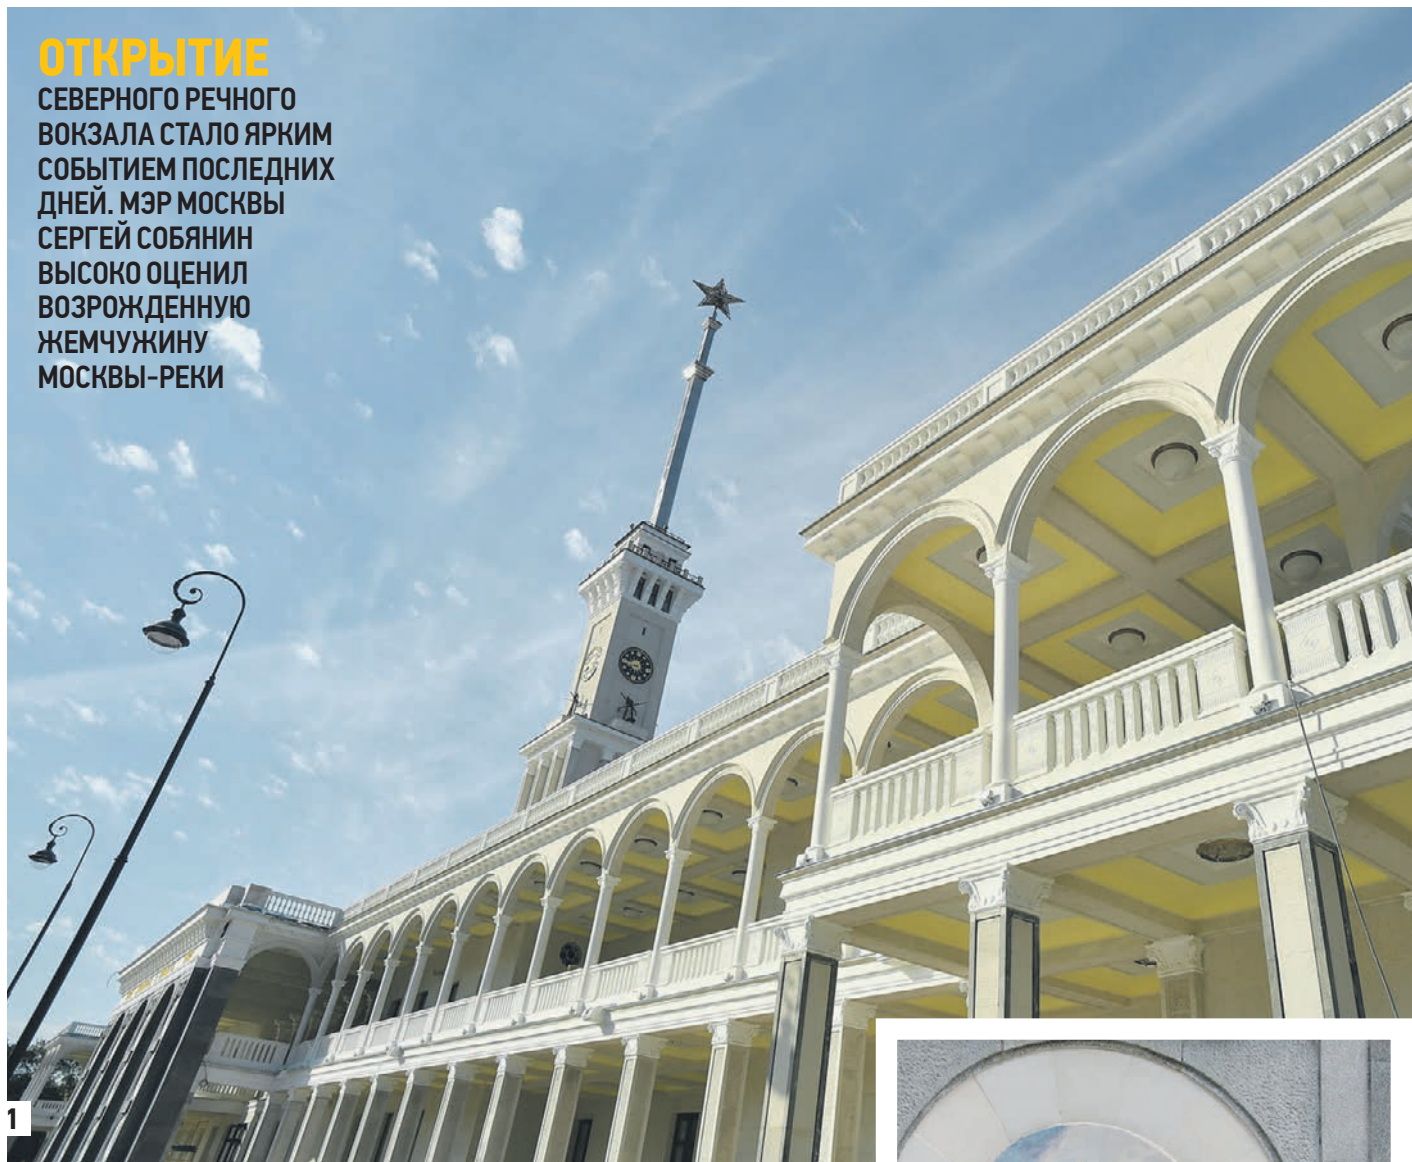 ОТКРЫТИЕ
СЕВЕРНОГО РЕЧНОГО
ВОКЗАЛА СТАЛО ЯРКИМ
СОБЫТИЕМ ПОСЛЕДНИХ
ДНЕЙ. МЭР МОСКВЫ
СЕРГЕЙ СОБЯНИН
ВЫСОКО ОЦЕНИЛ
ВОЗРОЖДЕННУЮ
ЖЕМЧУЖИНУ
МОСКВЫ-РЕКИ
1